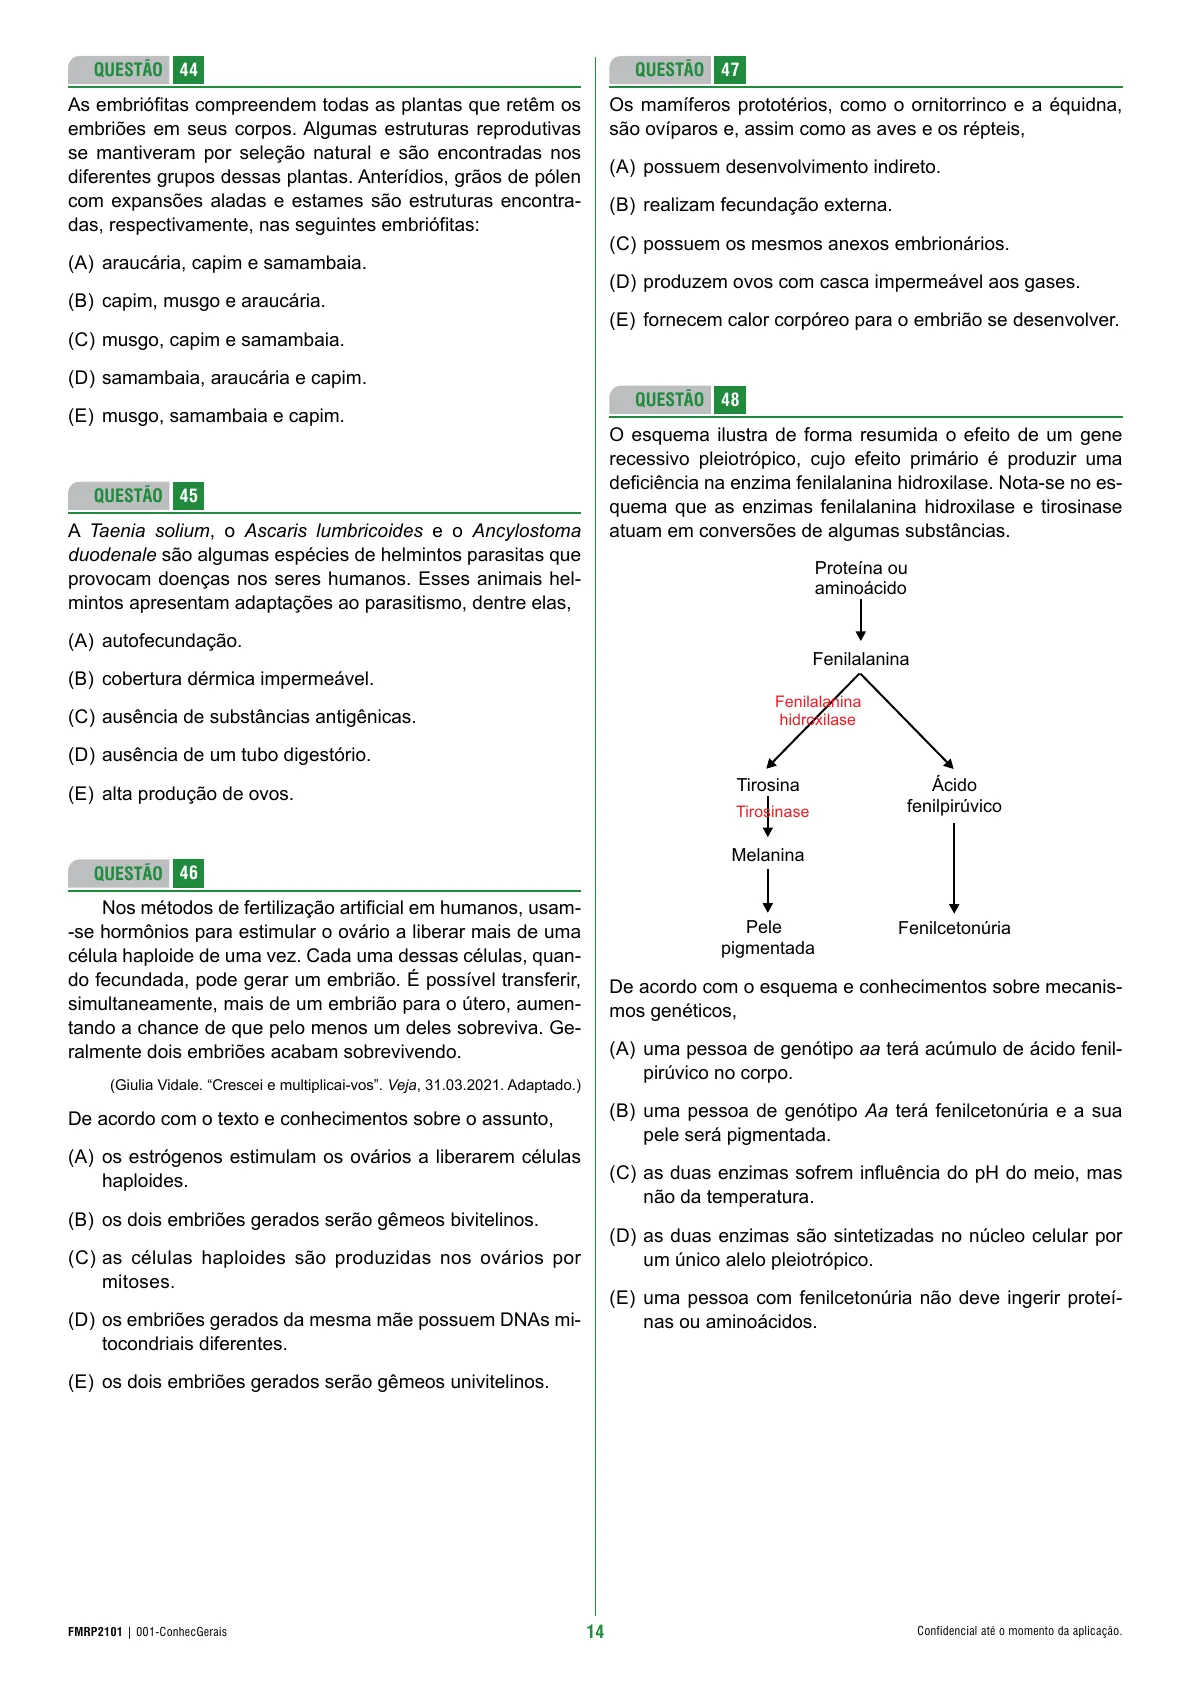 QUESTÃO 44
As embriófitas compreendem todas as plantas que retêm os
embriões em seus corpos. Algumas estruturas reprodutivas
se mantiveram por seleção natural e são encontradas nos
diferentes grupos dessas plantas. Anterídios, grãos de pólen
com expansões aladas e estames são estruturas encontra-
das, respectivamente, nas seguintes embriófitas:
(A) araucária, capim e samambaia.
(B) capim, musgo e araucária.
(C) musgo, capim e samambaia.
(D) samambaia, araucária e capim.
(E) musgo, samambaia e capim.
QUESTÃO 45
A Taenia solium, o Ascaris lumbricoides e o Ancylostoma
duodenale são algumas espécies de helmintos parasitas que
provocam doenças nos seres humanos. Esses animais hel-
mintos apresentam adaptações ao parasitismo, dentre elas,
(A) autofecundação.
(B) cobertura dérmica impermeável.
(C) ausência de substâncias antigênicas.
(D) ausência de um tubo digestório.
(E) alta produção de ovos.
QUESTÃO 46
Nos métodos de fertilização artificial em humanos, usam-
-se hormônios para estimular o ovário a liberar mais de uma
célula haploide de uma vez. Cada uma dessas células, quan-
do fecundada, pode gerar um embrião. É possível transferir,
simultaneamente, mais de um embrião para o útero, aumen-
tando a chance de que pelo menos um deles sobreviva. Ge-
ralmente dois embriões acabam sobrevivendo.
(Giulia Vidale. “Crescei e multiplicai-vos”. Veja, 31.03.2021. Adaptado.)
De acordo com o texto e conhecimentos sobre o assunto,
(A) os estrógenos estimulam os ovários a liberarem células
haploides.
(B) os dois embriões gerados serão gêmeos bivitelinos.
(C) as células haploides são produzidas nos ovários por
mitoses.
(D) os embriões gerados da mesma mãe possuem DNAs mi-
tocondriais diferentes.
(E) os dois embriões gerados serão gêmeos univitelinos.
QUESTÃO 47
Os mamíferos prototérios, como o ornitorrinco e a équidna,
são ovíparos e, assim como as aves e os répteis,
(A) possuem desenvolvimento indireto.
(B) realizam fecundação externa.
(C) possuem os mesmos anexos embrionários.
(D) produzem ovos com casca impermeável aos gases.
(E) fornecem calor corpóreo para o embrião se desenvolver.
QUESTÃO 48
O esquema ilustra de forma resumida o efeito de um gene
recessivo pleiotrópico, cujo efeito primário é produzir uma
deficiência na enzima fenilalanina hidroxilase. Nota-se no es-
quema que as enzimas fenilalanina hidroxilase e tirosinase
atuam em conversões de algumas substâncias.
Proteína ou
aminoácido
Fenilalanina
Fenilalanina
hidroxilase
Tirosina
Ácido
fenilpirúvico
Tirosinase
Melanina
Pele
pigmentada
Fenilcetonúria
De acordo com o esquema e conhecimentos sobre mecanis-
mos genéticos,
(A) uma pessoa de genótipo aa terá acúmulo de ácido fenil-
pirúvico no corpo.
(B) uma pessoa de genótipo Aa terá fenilcetonúria e a sua
pele será pigmentada.
(C) as duas enzimas sofrem influência do pH do meio, mas
não da temperatura.
(D) as duas enzimas são sintetizadas no núcleo celular por
um único alelo pleiotrópico.
(E) uma pessoa com fenilcetonúria não deve ingerir proteí-
nas ou aminoácidos.
FMRP2101 | 001-ConhecGerais
14
Confidencial até o momento da aplicação.